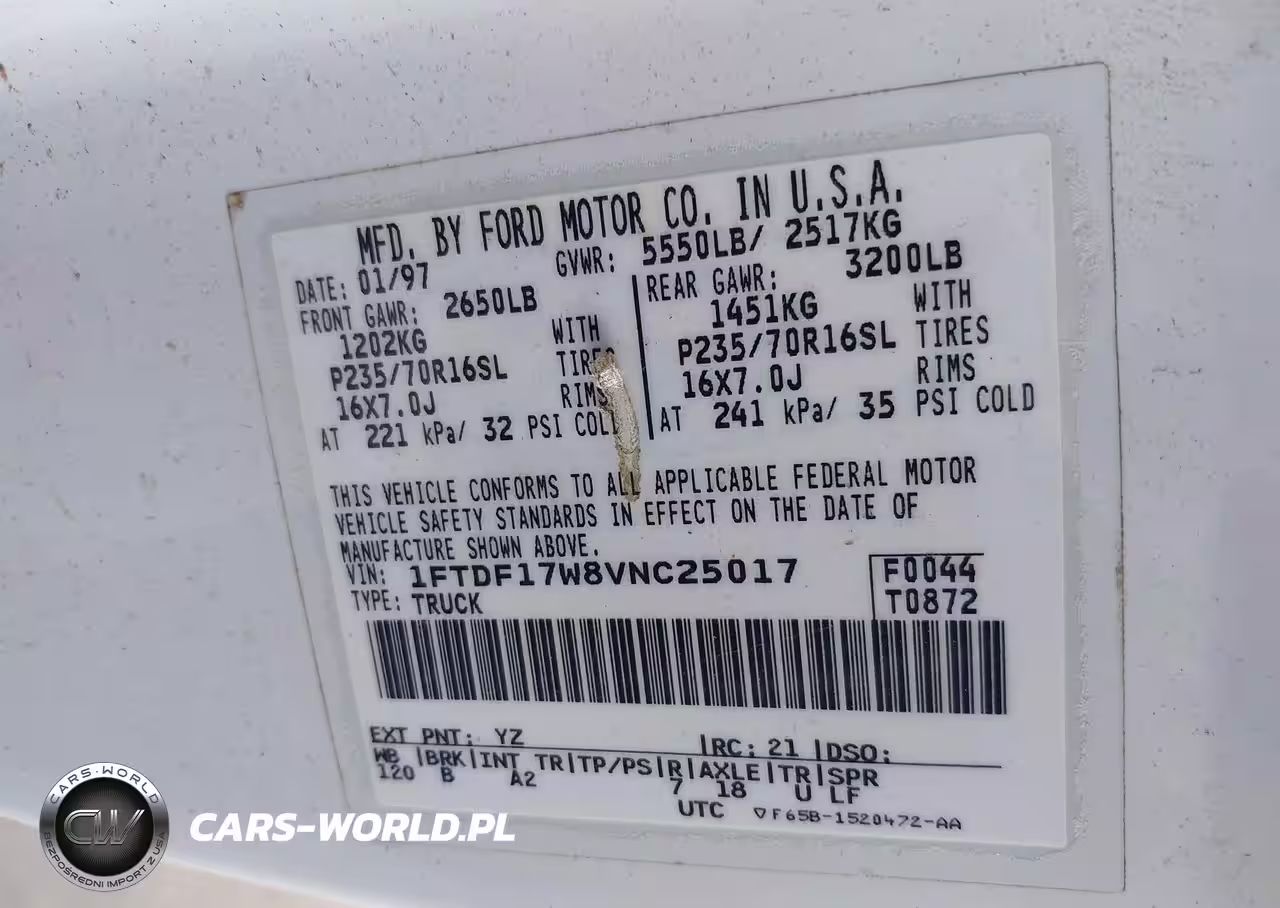 MFD. BY FORD MOTOR CO. IN U.S.A.
DATE: 01/97 GVWR: 5550LB/ 2517KG
FRONT GAWR: 2650LB REAR GAWR: 3200LB
1202KG WITH 1451KG WITH
P235/70R16SL TIRES P235/70R16SL TIRES
16X7.0J RIMS 16X7.0J RIMS
AT 221 kPa/ 32 PSI COLD AT 241 kPa/ 35 PSI COLD
THIS VEHICLE CONFORMS TO ALL APPLICABLE FEDERAL MOTOR
VEHICLE SAFETY STANDARDS IN EFFECT ON THE DATE OF
MANUFACTURE SHOWN ABOVE.
VIN: 1FTDF17W8VNC25017 F0044
TYPE: TRUCK T0872
EXT PNT: YZ RC: 21 DSO:
WB BRK INT TR TP/PS R AXLE TR SPR
120 B A2 7 18 U LF
UTC ▽F65B-1520472-AA
CARS-WORLD
CW
BEZPOŚREDNI IMPORT Z USA
CARS-WORLD.PL